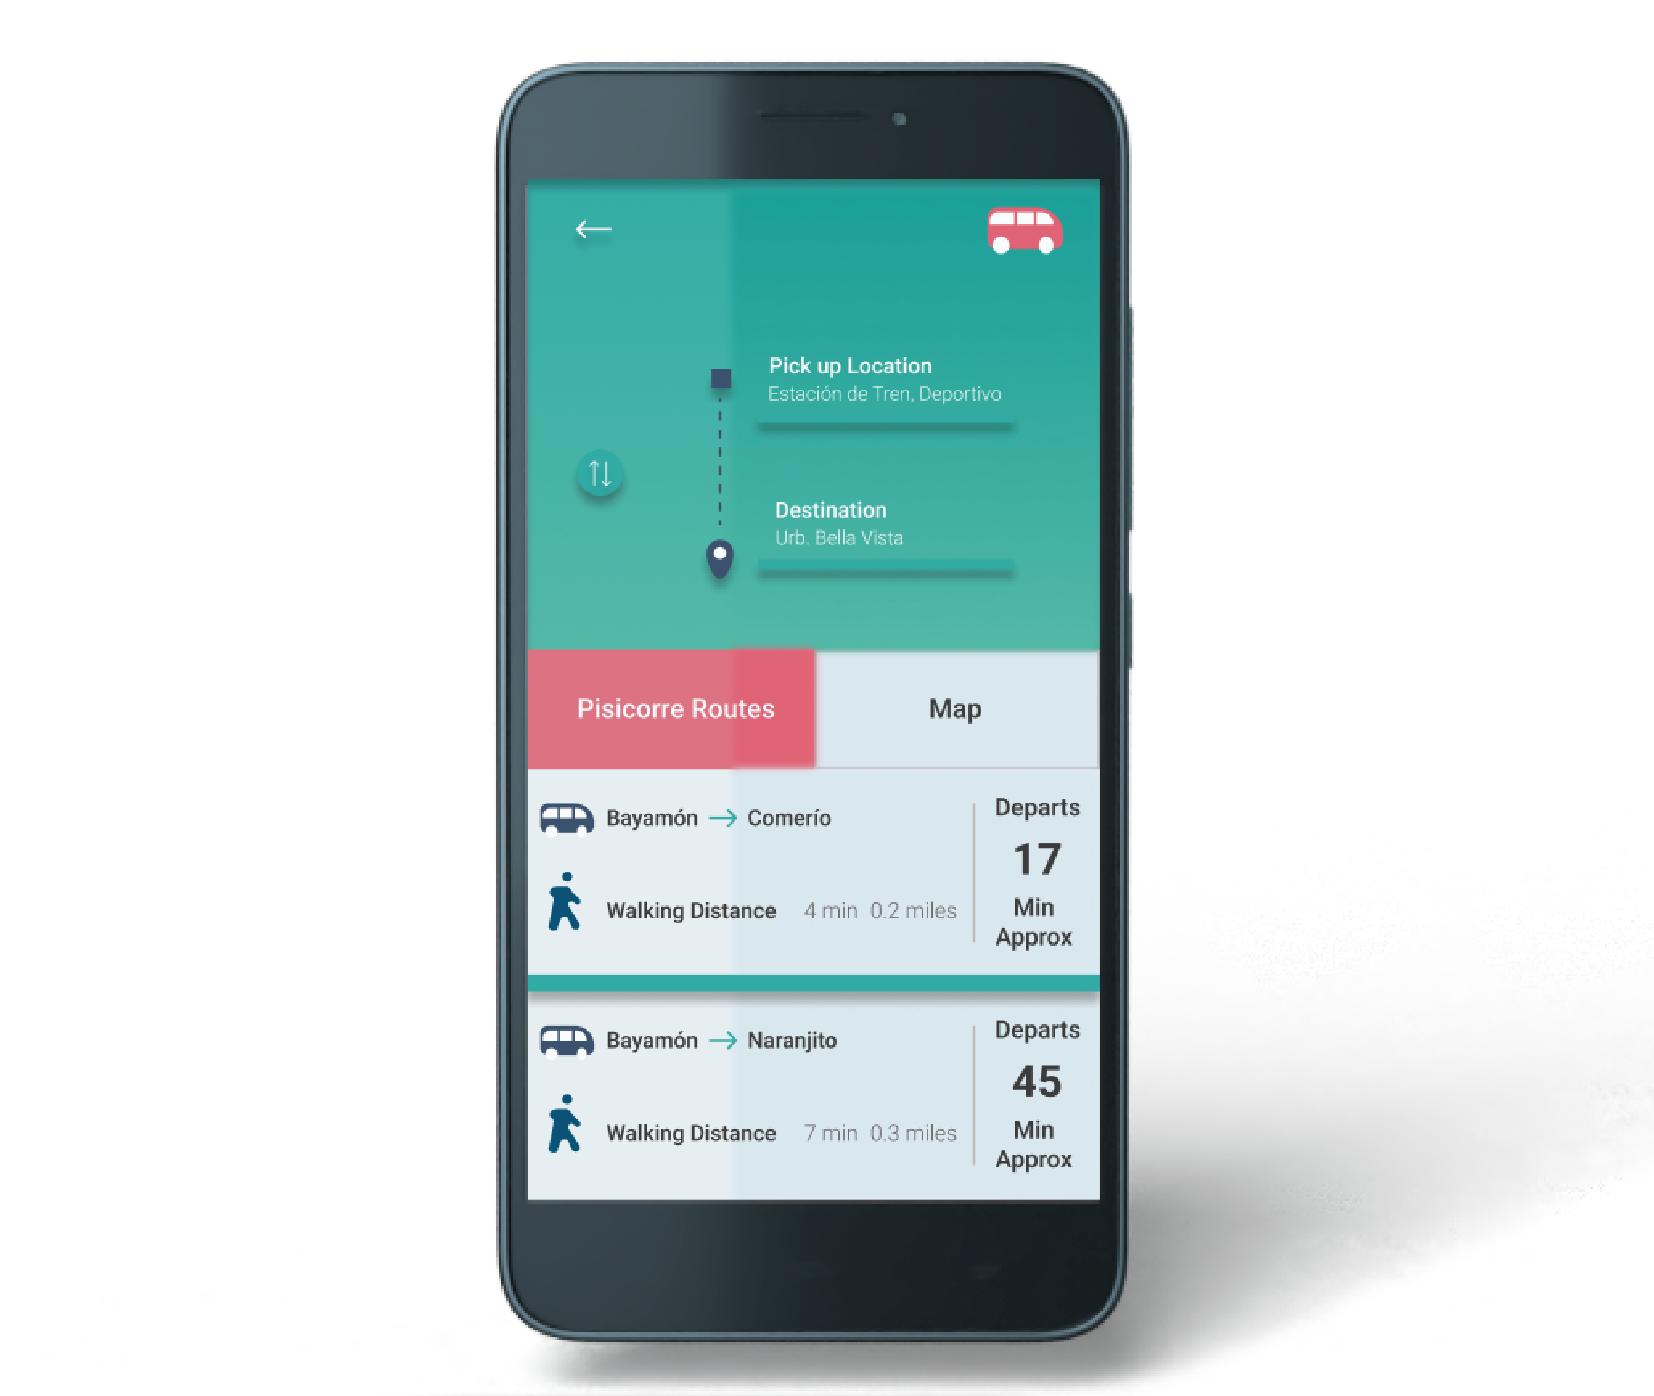 Pick up Location
Estación de Tren, Deportivo
Destination
Urb. Bella Vista
Pisicorre Routes
Map
Bayamón → Comerío
Walking Distance 4 min 0.2 miles
Departs
17
Min
Approx
Bayamón → Naranjito
Walking Distance 7 min 0.3 miles
Departs
45
Min
Approx